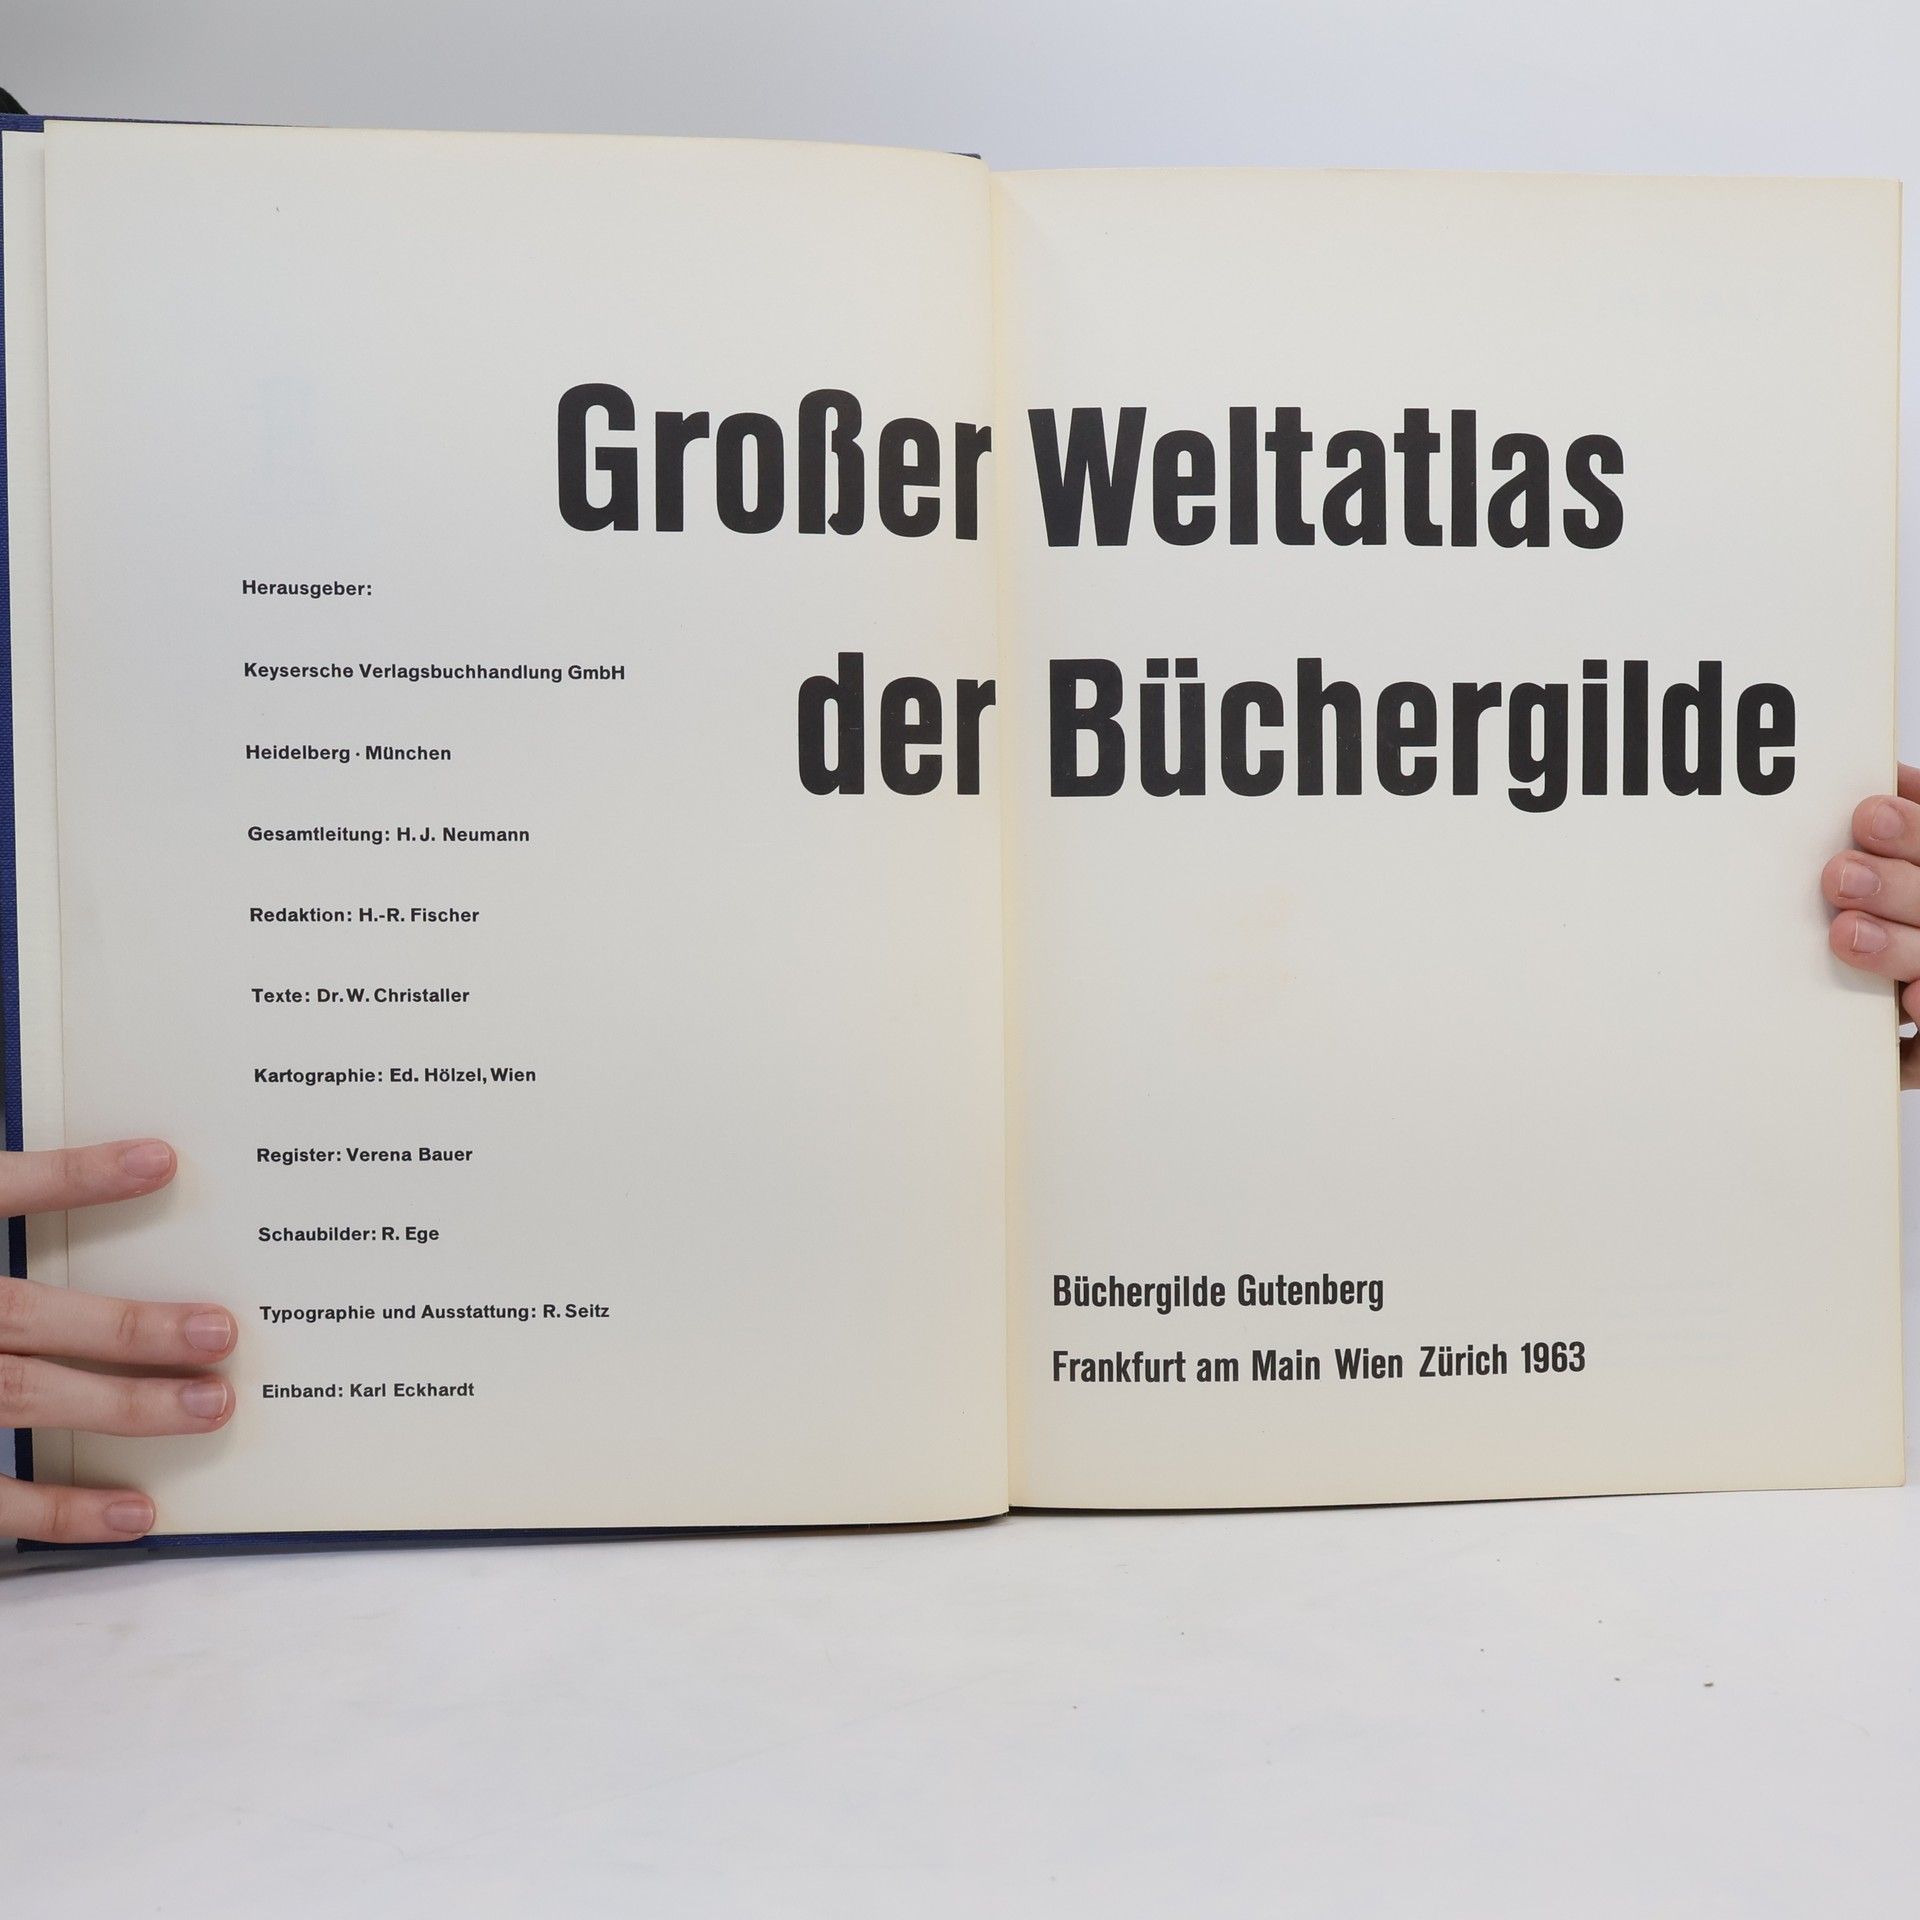 Großer Weltatlas
der Büchergilde
Herausgeber:
Keysersche Verlagsbuchhandlung GmbH
Heidelberg · München
Gesamtleitung: H. J. Neumann
Redaktion: H.-R. Fischer
Texte: Dr. W. Christaller
Kartographie: Ed. Hölzel, Wien
Register: Verena Bauer
Schaubilder: R. Ege
Typographie und Ausstattung: R. Seitz
Einband: Karl Eckhardt
Büchergilde Gutenberg
Frankfurt am Main Wien Zürich 1963